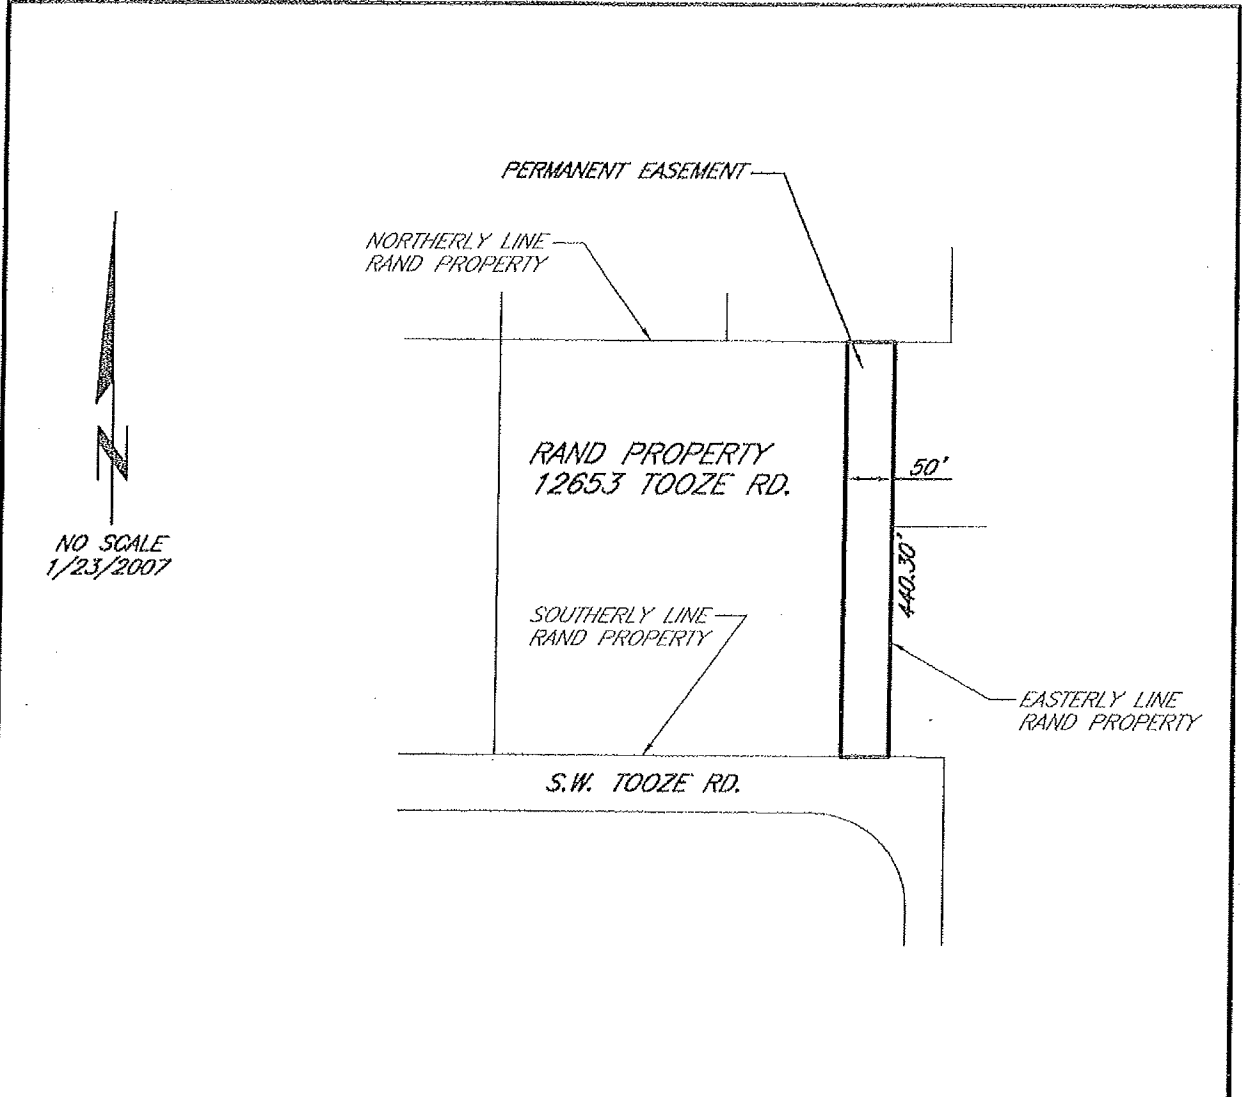 PERMANENT EASEMENT
NORTHERLY LINE
RAND PROPERTY
RAND PROPERTY
12653 TOOZE RD.
50'
N
NO SCALE
1/23/2007
440.30'
SOUTHERLY LINE
RAND PROPERTY
EASTERLY LINE
RAND PROPERTY
S.W. TOOZE RD.